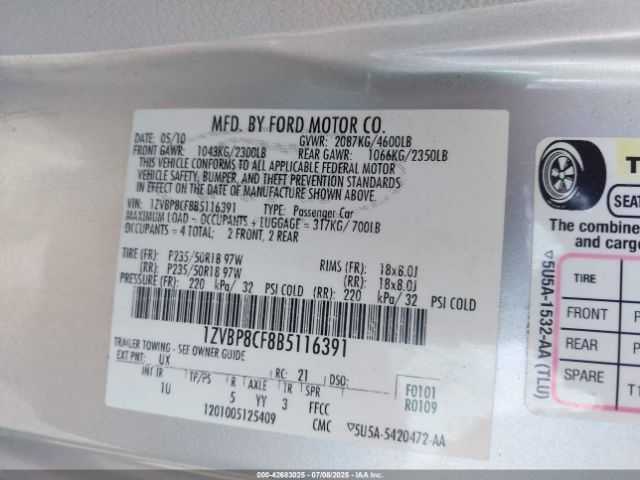 MFD. BY FORD MOTOR CO.
DATE: 05/10 GVWR: 2087KG/4600LB
FRONT GAWR: 1043KG/2300LB REAR GAWR: 1066KG/2350LB
THIS VEHICLE CONFORMS TO ALL APPLICABLE FEDERAL MOTOR
VEHICLE SAFETY, BUMPER, AND THEFT PREVENTION STANDARDS
IN EFFECT ON THE DATE OF MANUFACTURE SHOWN ABOVE.
VIN: 1ZVBP8CF8B5116391 TYPE: Passenger Car
MAXIMUM LOAD - OCCUPANTS + LUGGAGE = 317KG/700LB
OCCUPANTS = 4 TOTAL; 2 FRONT, 2 REAR
TIRE (FR): P235/50R18 97W RIMS (FR): 18x8.0J
(RR): P235/50R18 97W (RR): 18x8.0J
PRESSURE (FR): 220 kPa/ 32 PSI COLD (RR): 220 kPa/ 32 PSI COLD
1ZVBP8CF8B5116391
TRAILER TOWING - SEE OWNER GUIDE
EXT PNT: UX RC: 21 DSO:
INT TR TP/PS R AXLE TR SPR F0101
1U 5 YY 3 FFCC R0109
1201005125409 CMC ▽5U5A-5420472-AA
SEAT
The combine
and cargo
TIRE
FRONT P
REAR P
SPARE T1
▽5U5A-1532-AA (TLU)
00-42683025 - 07/08/2025 - IAAI.COM